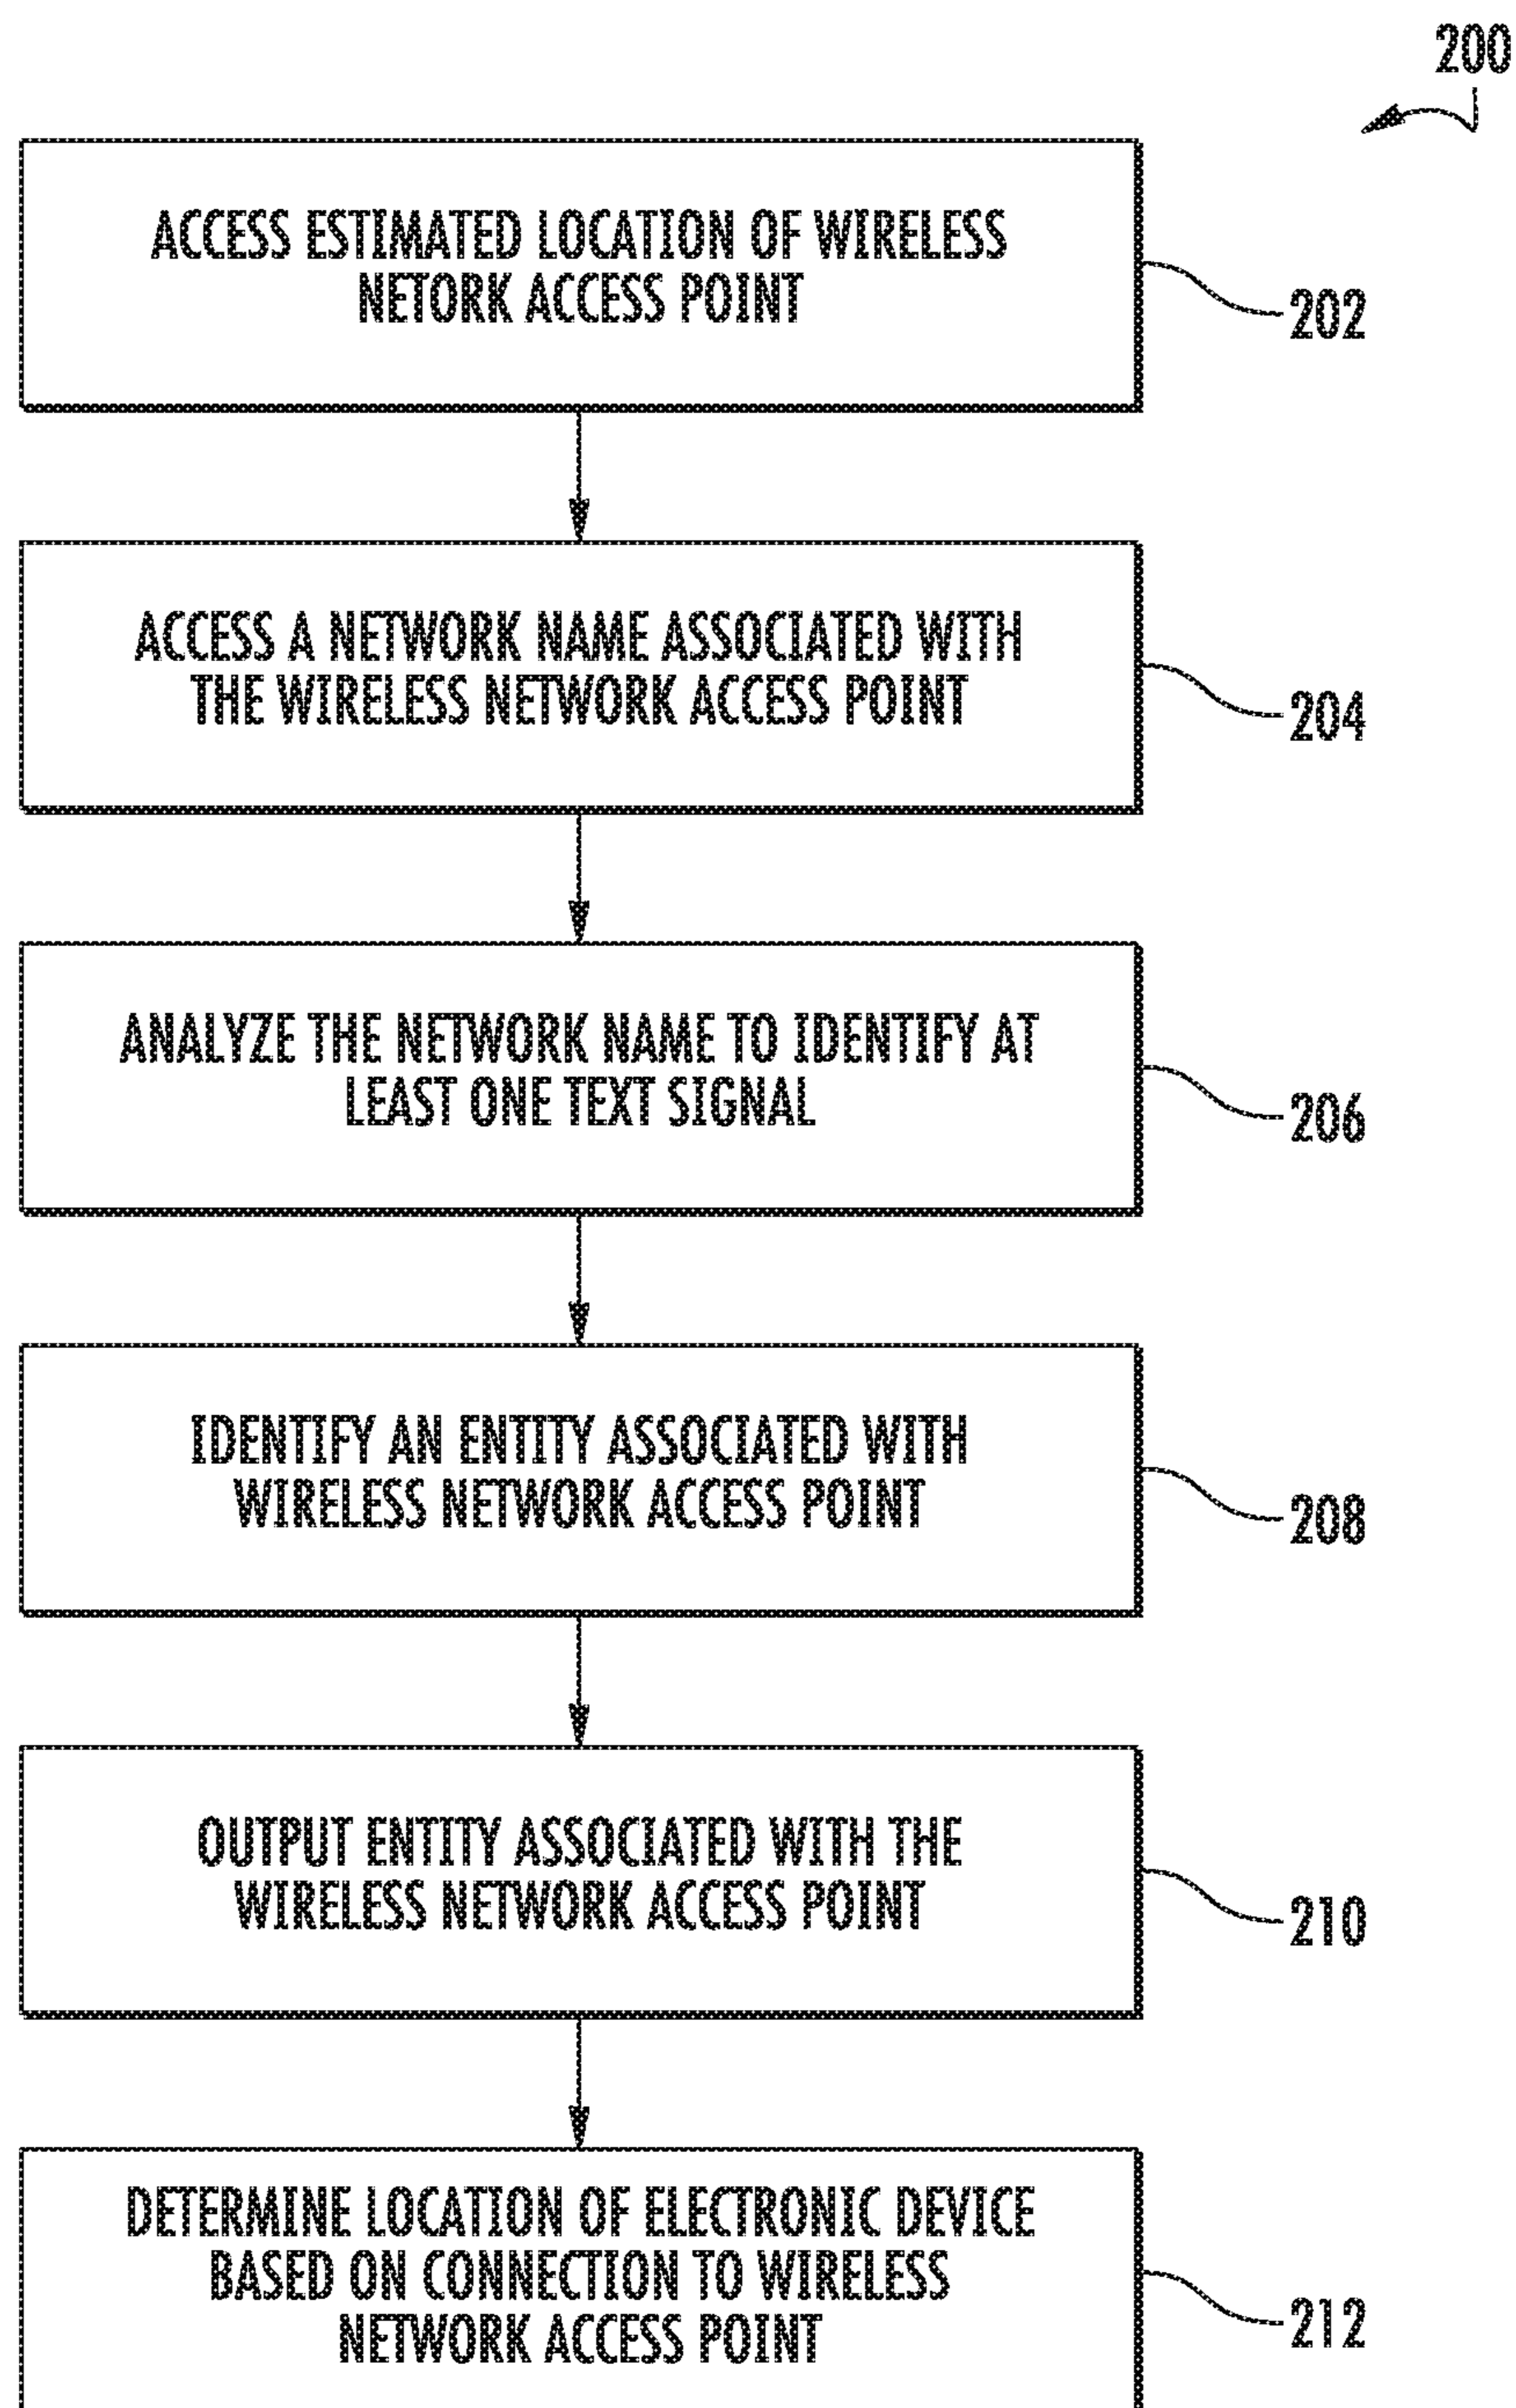 200
ACCESS ESTIMATED LOCATION OF WIRELESS
NETORK ACCESS POINT
202
ACCESS A NETWORK NAME ASSOCIATED WITH
THE WIRELESS NETWORK ACCESS POINT
204
ANALYZE THE NETWORK NAME TO IDENTIFY AT
LEAST ONE TEXT SIGNAL
206
IDENTIFY AN ENTITY ASSOCIATED WITH
WIRELESS NETWORK ACCESS POINT
208
OUTPUT ENTITY ASSOCIATED WITH THE
WIRELESS NETWORK ACCESS POINT
210
DETERMINE LOCATION OF ELECTRONIC DEVICE
BASED ON CONNECTION TO WIRELESS
NETWORK ACCESS POINT
212